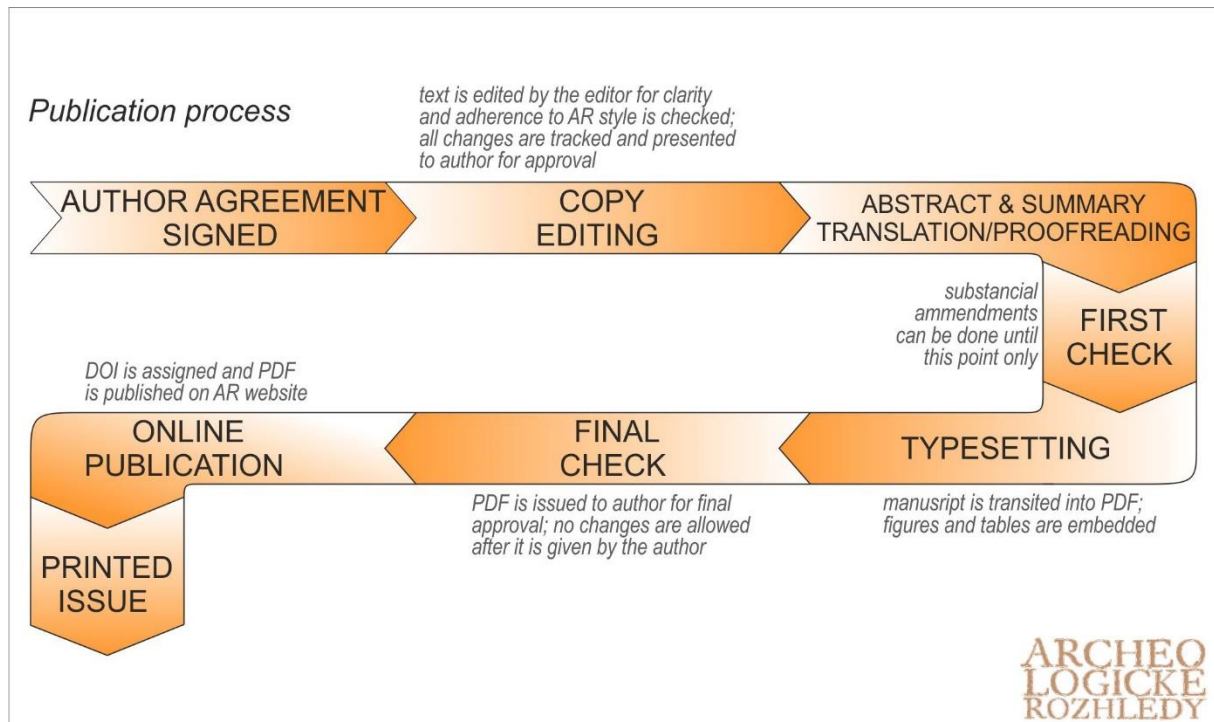 Publication process
text is edited by the editor for clarity
and adherence to AR style is checked;
all changes are tracked and presented
to author for approval
AUTHOR AGREEMENT
SIGNED
COPY
EDITING
ABSTRACT & SUMMARY
TRANSLATION/PROOFREADING
substancial
ammendments
can be done until
this point only
FIRST
CHECK
TYPESETTING
manusript is transited into PDF;
figures and tables are embedded
FINAL
CHECK
PDF is issued to author for final
approval; no changes are allowed
after it is given by the author
DOI is assigned and PDF
is published on AR website
ONLINE
PUBLICATION
PRINTED
ISSUE
ARCHEO
LOGICKE
ROZHLEDY